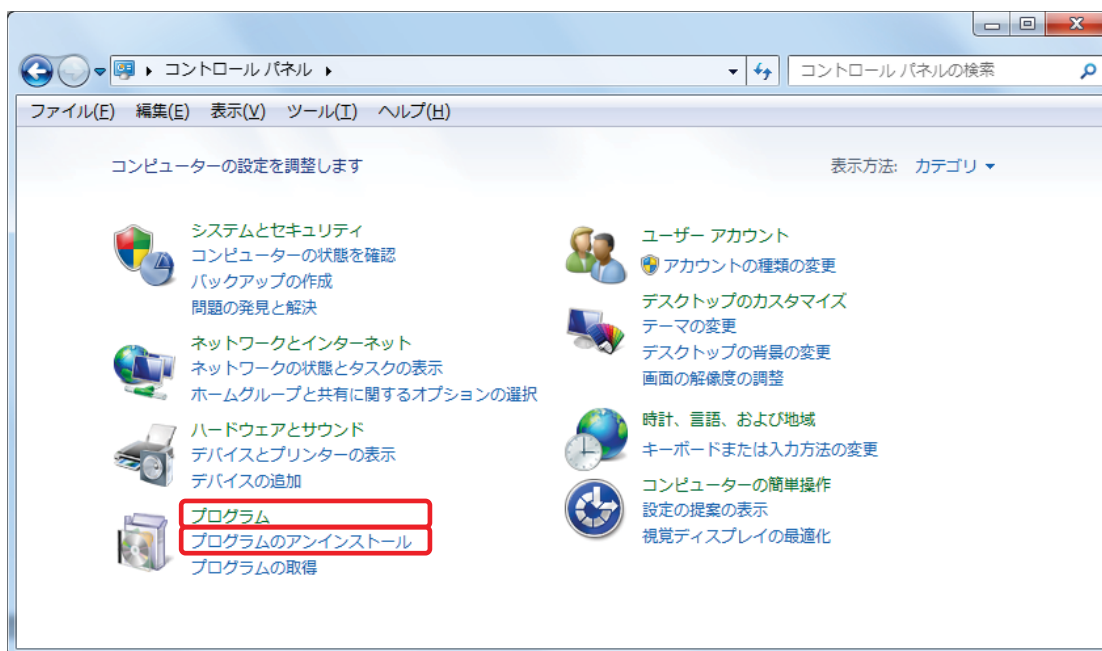 コントロール パネル
コントロール パネルの検索
ファイル(F) 編集(E) 表示(V) ツール(T) ヘルプ(H)
コンピューターの設定を調整します
表示方法: カテゴリ
システムとセキュリティ
コンピューターの状態を確認
バックアップの作成
問題の発見と解決
ネットワークとインターネット
ネットワークの状態とタスクの表示
ホームグループと共有に関するオプションの選択
ハードウェアとサウンド
デバイスとプリンターの表示
デバイスの追加
プログラム
プログラムのアンインストール
プログラムの取得
ユーザー アカウント
アカウントの種類の変更
デスクトップのカスタマイズ
テーマの変更
デスクトップの背景の変更
画面の解像度の調整
時計、言語、および地域
キーボードまたは入力方法の変更
コンピューターの簡単操作
設定の提案の表示
視覚ディスプレイの最適化